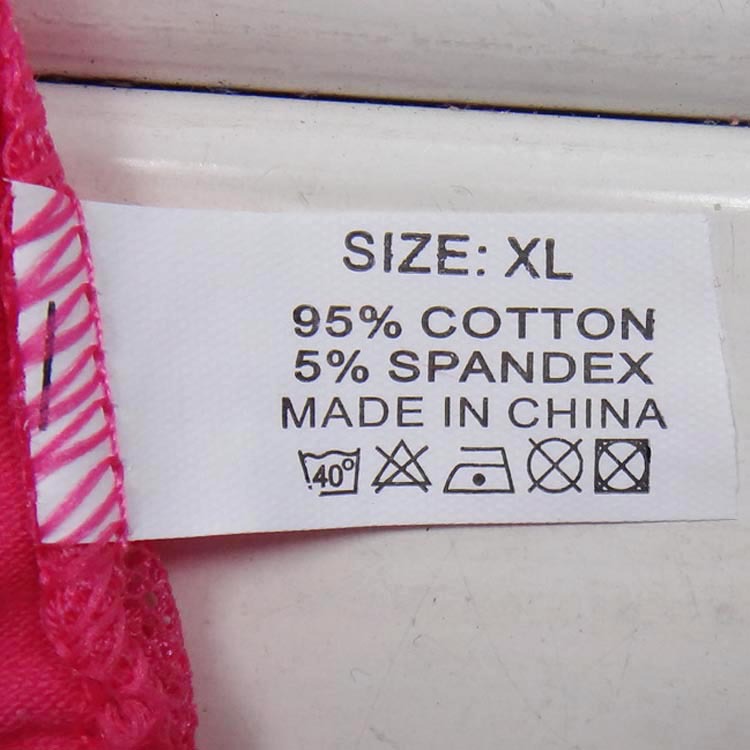 SIZE: XL
95% COTTON
5% SPANDEX
MADE IN CHINA
40°